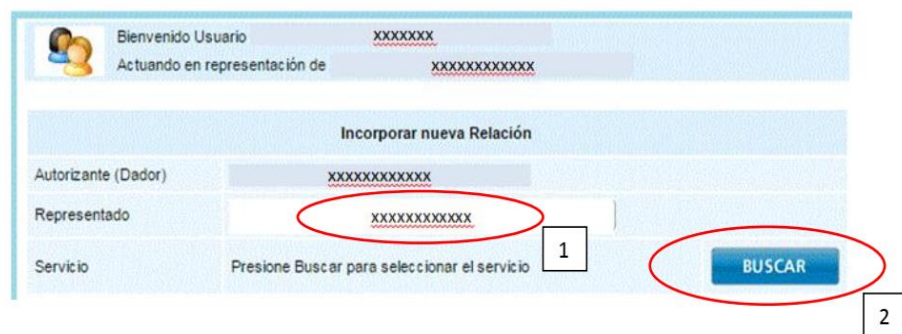 Bienvenido Usuario xxxxxxx
Actuando en representación de xxxxxxxxxxxx
Incorporar nueva Relación
Autorizante (Dador) xxxxxxxxxxxx
Representado xxxxxxxxxxxx
1
Servicio Presione Buscar para seleccionar el servicio BUSCAR
2